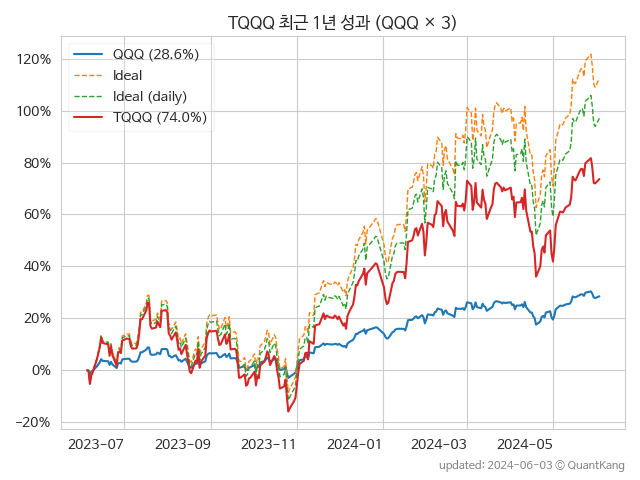 TQQQ 최근 1년 성과 (QQQ × 3)
QQQ (28.6%)
Ideal
Ideal (daily)
TQQQ (74.0%)
120%
100%
80%
60%
40%
20%
0%
−20%
2023−07
2023−09
2023−11
2024−01
2024−03
2024−05
updated: 2024-06-03 ⓒ QuantKang